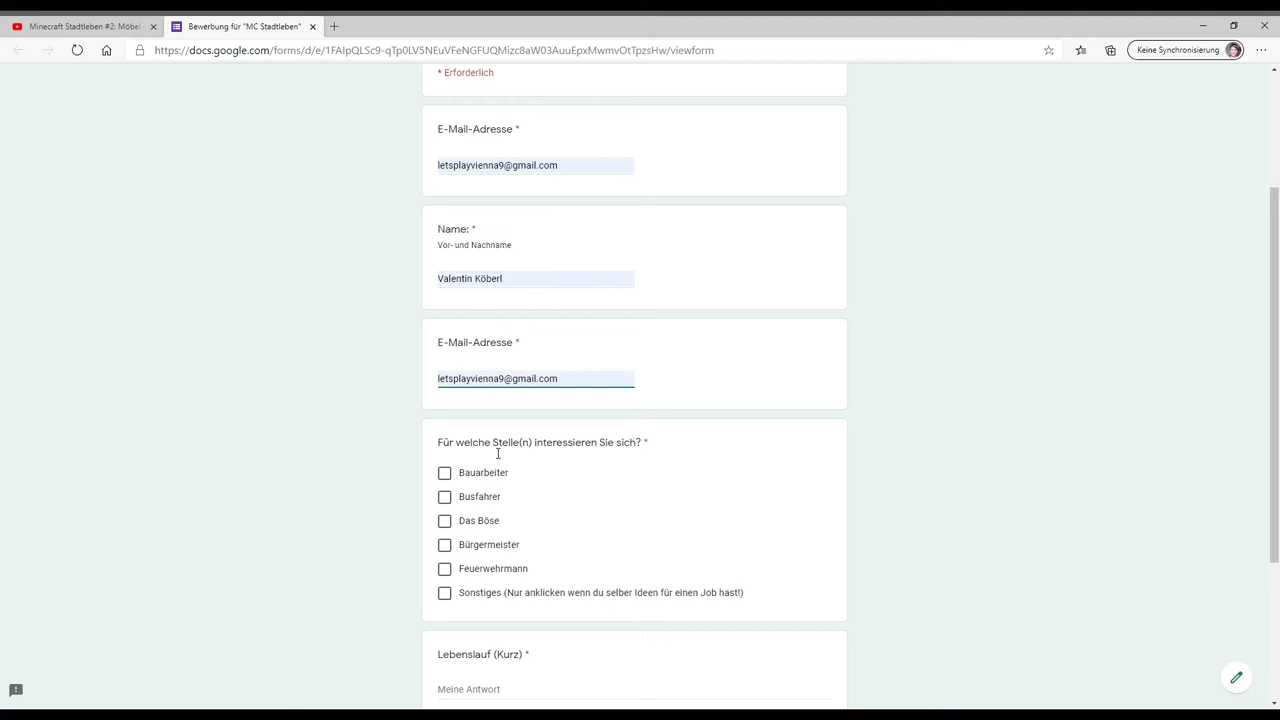 Minecraft Stadtleben #2: Möbel
Bewerbung für "MC Stadtleben"
https://docs.google.com/forms/d/e/1FAIpQLSc9-qTp0LV5NEuVFeNGFUQMizc8aW03AuuEpxMwmvOtTpzsHw/viewform
Keine Synchronisierung
* Erforderlich
E-Mail-Adresse *
letsplayvienna9@gmail.com
Name: *
Vor- und Nachname
Valentin Köberl
E-Mail-Adresse *
letsplayvienna9@gmail.com
Für welche Stelle(n) interessieren Sie sich? *
Bauarbeiter
Busfahrer
Das Böse
Bürgermeister
Feuerwehrmann
Sonstiges (Nur anklicken wenn du selber Ideen für einen Job hast!)
Lebenslauf (Kurz) *
Meine Antwort